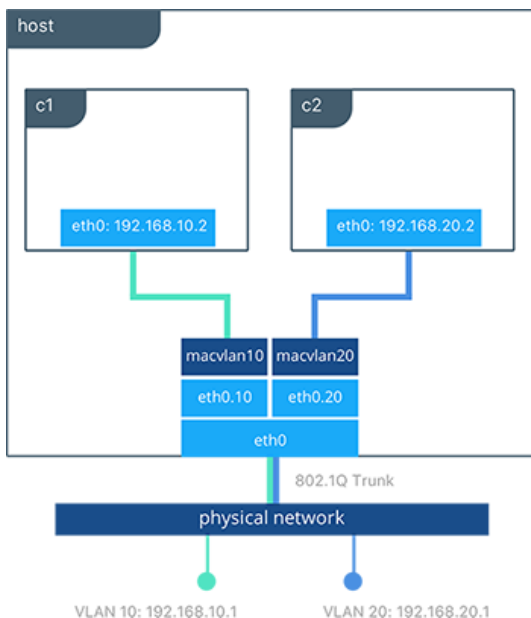 host
c1
c2
eth0: 192.168.10.2
eth0: 192.168.20.2
macvlan10
macvlan20
eth0.10
eth0.20
eth0
802.1Q Trunk
physical network
VLAN 10: 192.168.10.1
VLAN 20: 192.168.20.1